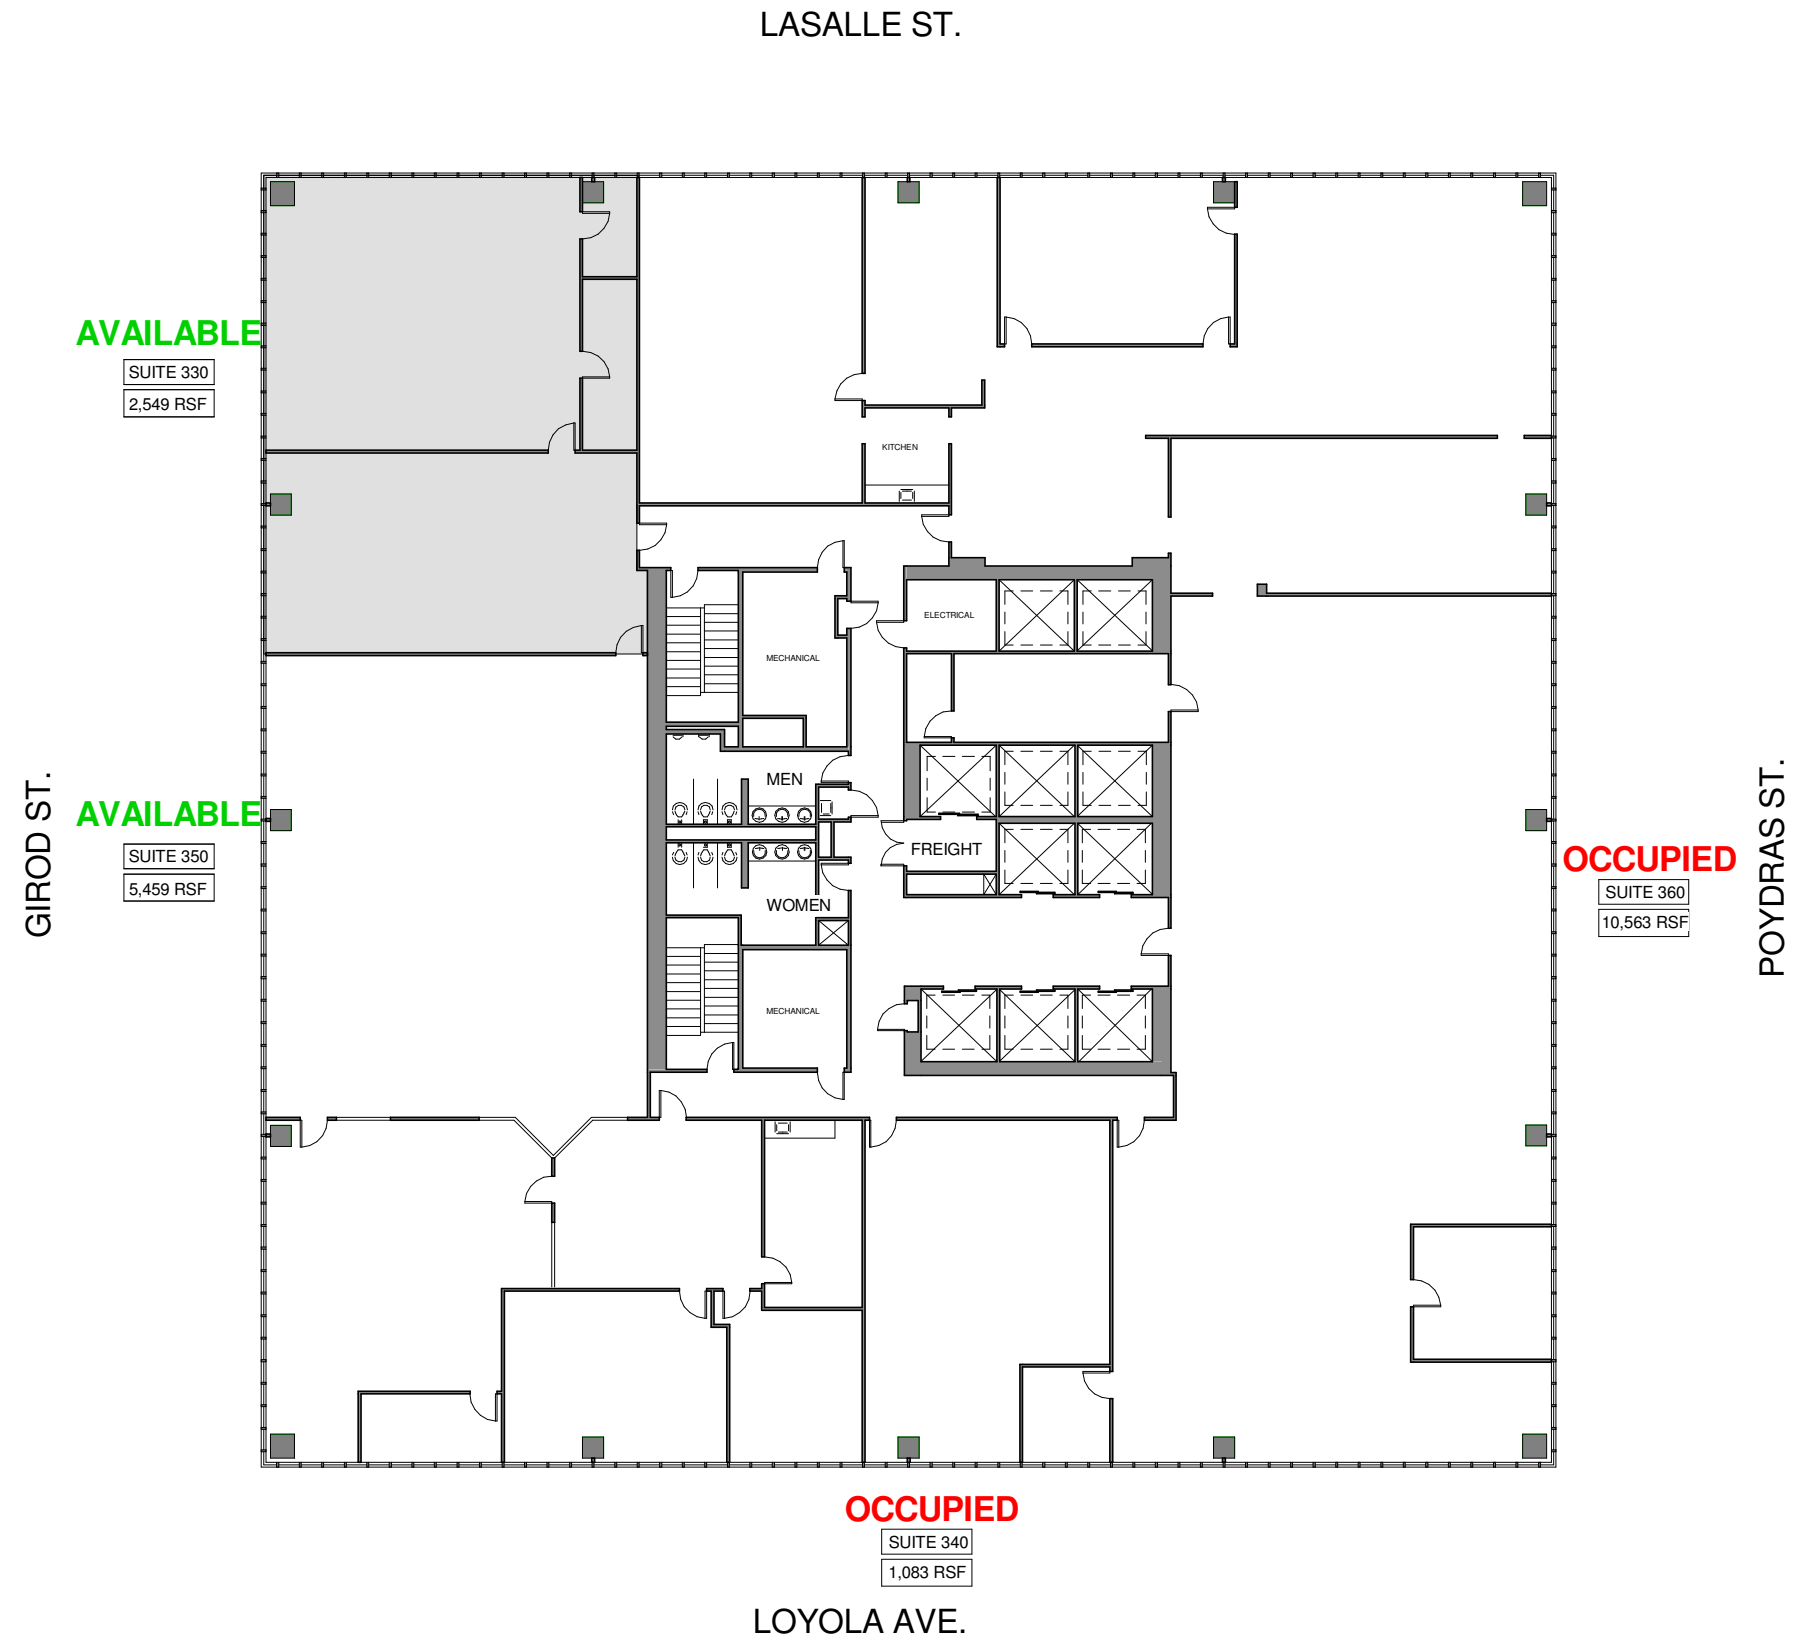 LASALLE ST.
AVAILABLE
SUITE 330
2,549 RSF
KITCHEN
ELECTRICAL
MECHANICAL
MEN
GIROD ST.
AVAILABLE
SUITE 350
5,459 RSF
FREIGHT
WOMEN
MECHANICAL
OCCUPIED
SUITE 360
10,563 RSF
POYDRAS ST.
OCCUPIED
SUITE 340
1,083 RSF
LOYOLA AVE.